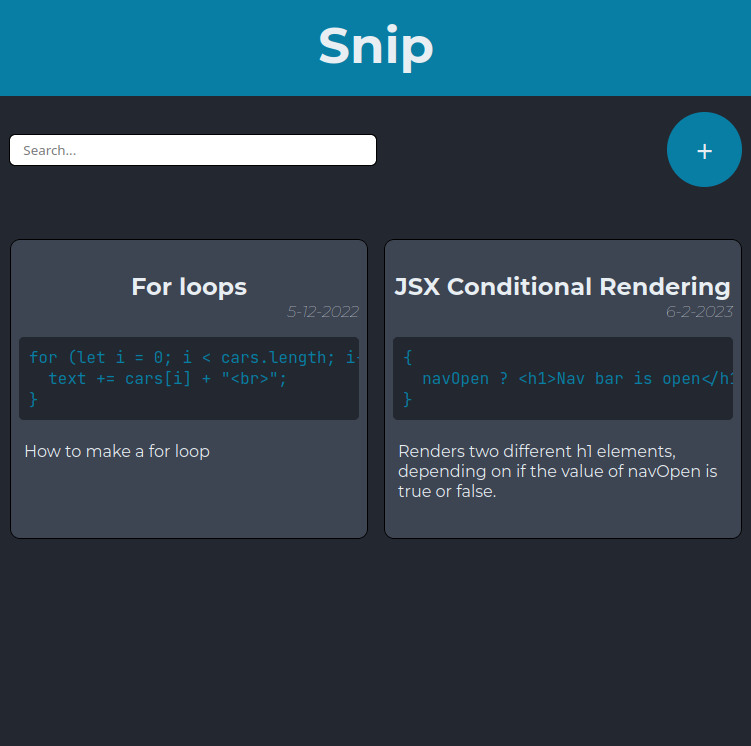 Snip
Search...
+
For loops
5-12-2022
for (let i = 0; i < cars.length; i
text += cars[i] + "<br>";
}
How to make a for loop
JSX Conditional Rendering
6-2-2023
{
navOpen ? <h1>Nav bar is open</h1
}
Renders two different h1 elements,
depending on if the value of navOpen is
true or false.